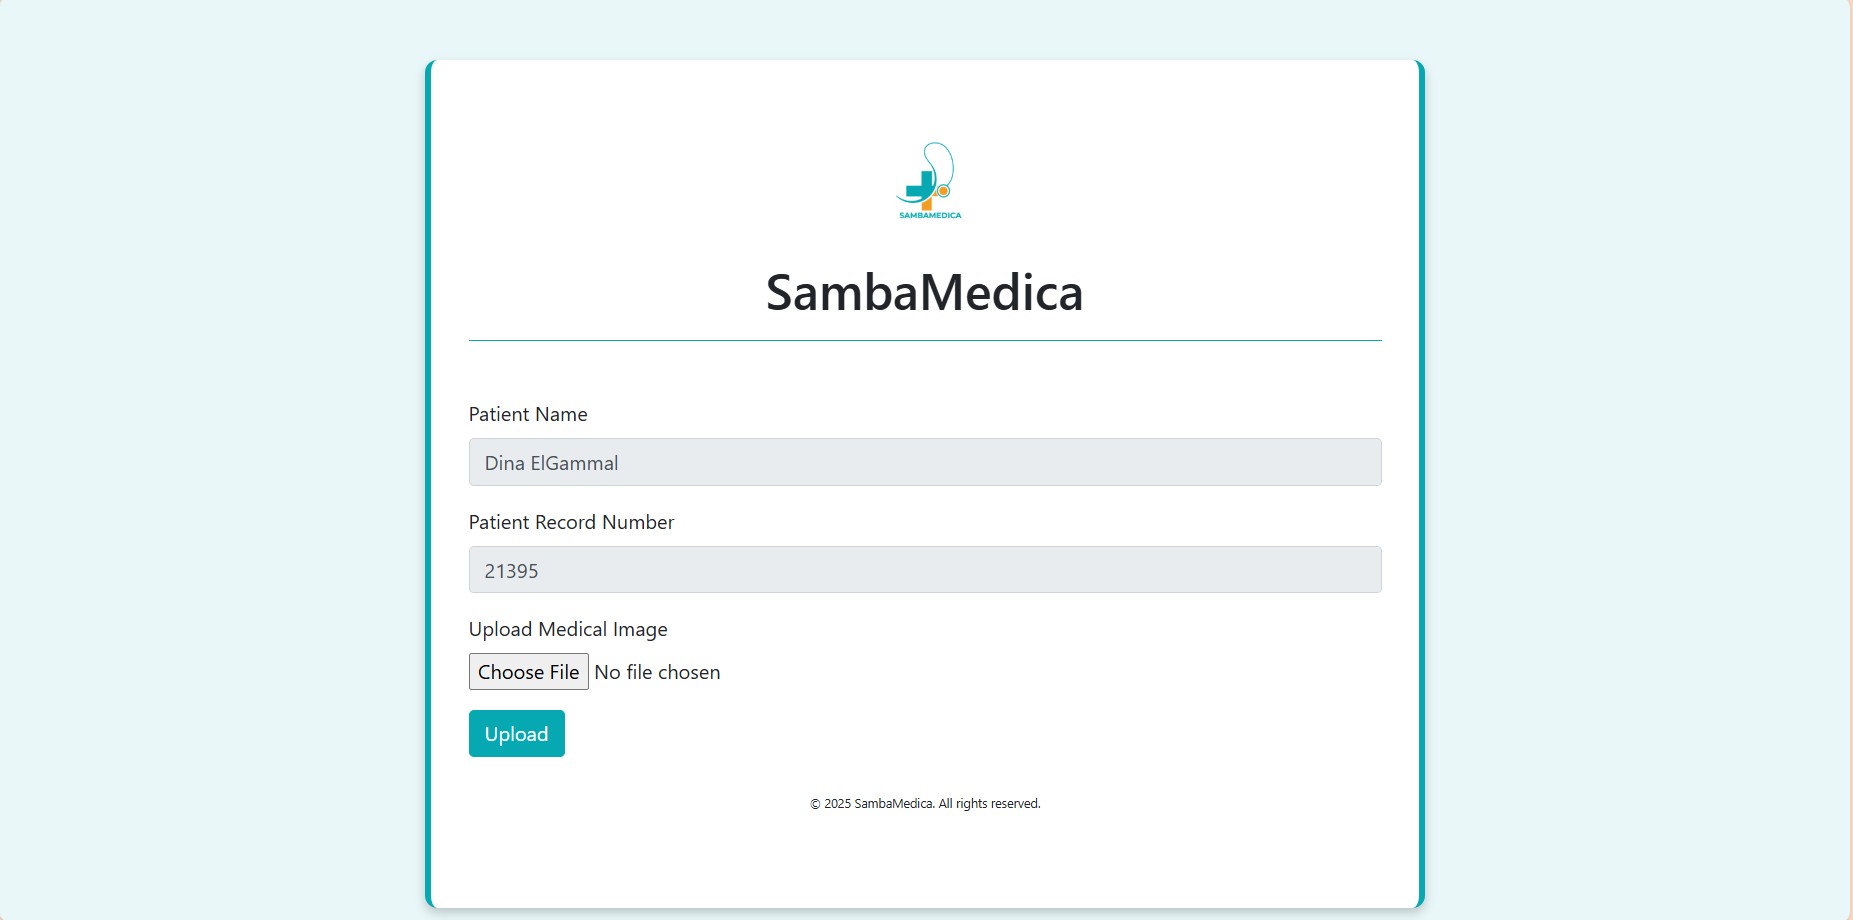 SAMBAMEDICA
SambaMedica
Patient Name
Dina ElGammal
Patient Record Number
21395
Upload Medical Image
Choose File No file chosen
Upload
© 2025 SambaMedica. All rights reserved.